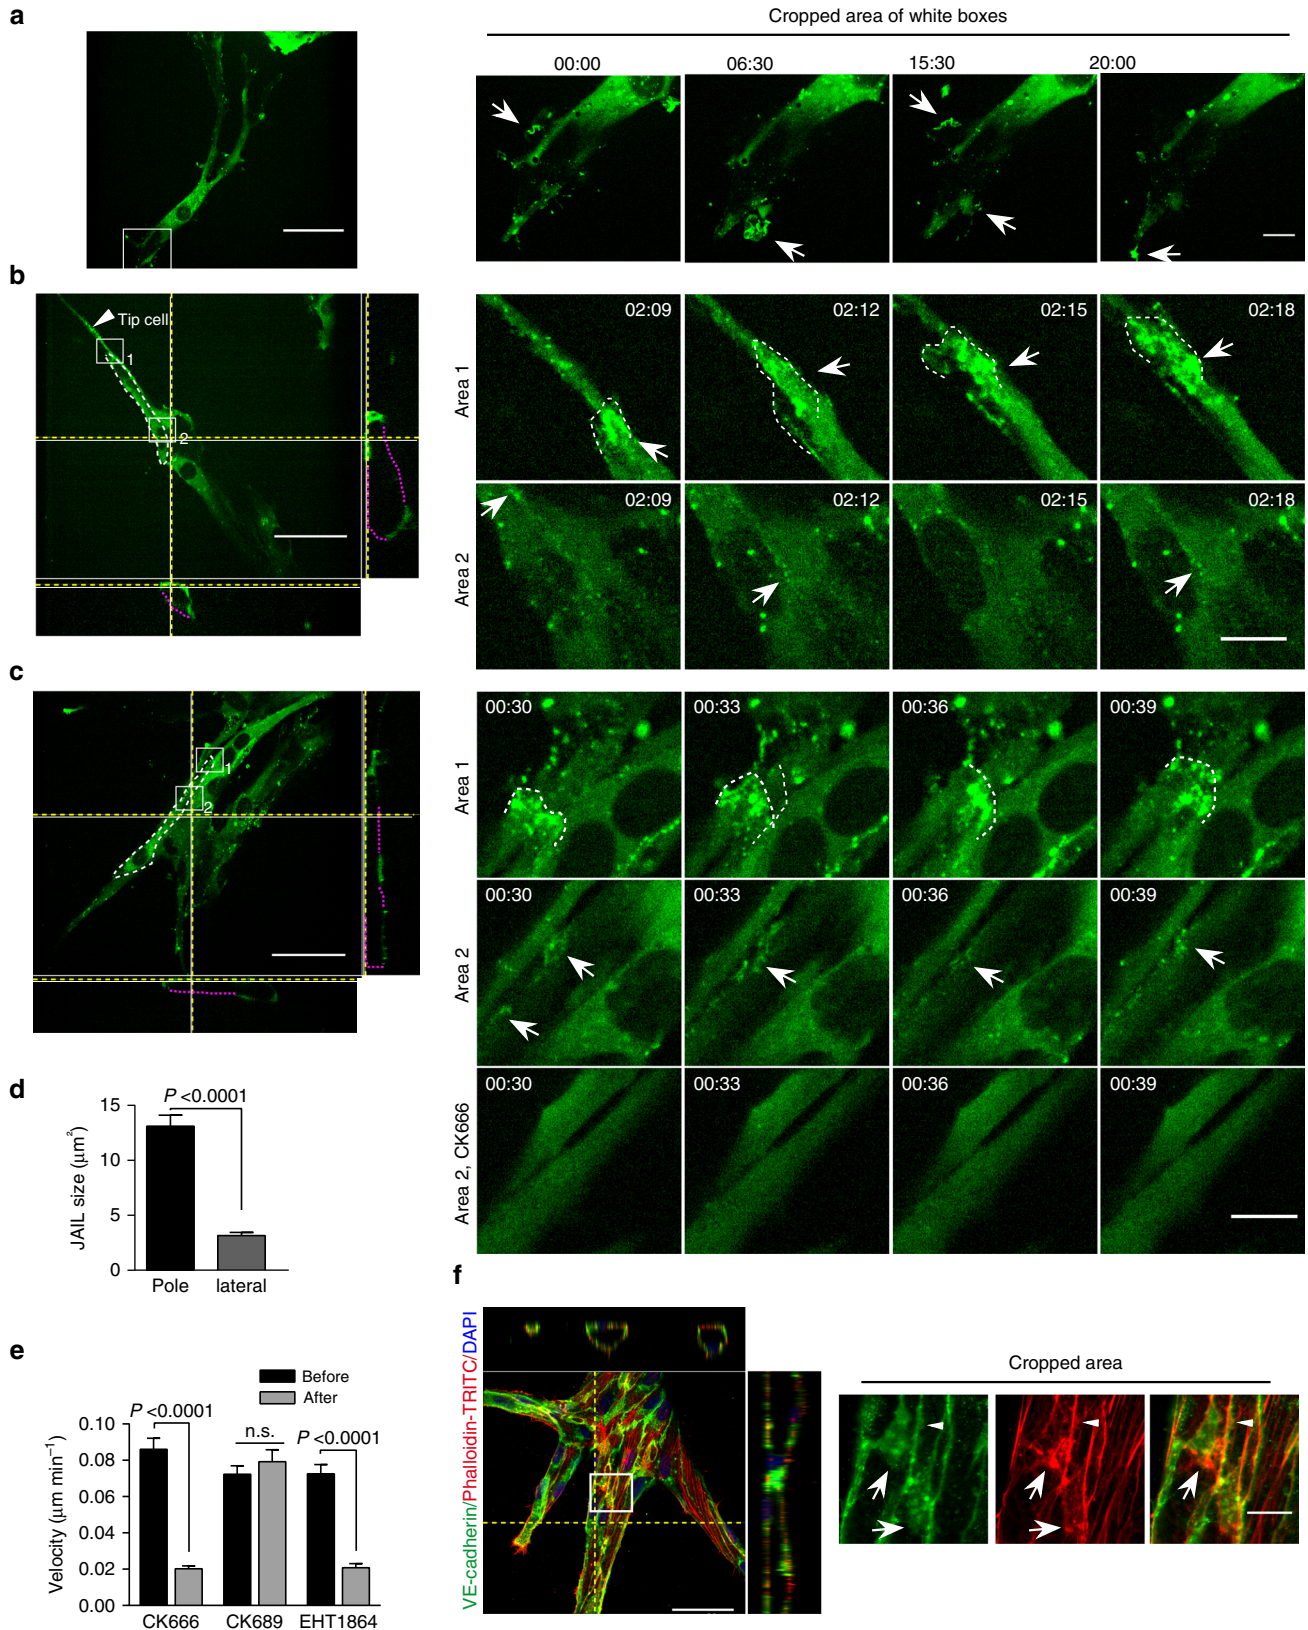 a
Cropped area of white boxes
00:00 06:30 15:30 20:00
b
Tip cell
1
2
Area 1
02:09 02:12 02:15 02:18
Area 2
02:09 02:12 02:15 02:18
c
1
2
Area 1
00:30 00:33 00:36 00:39
Area 2
00:30 00:33 00:36 00:39
Area 2, CK666
00:30 00:33 00:36 00:39
d
P <0.0001
JAIL size (μm²)
15
10
5
0
Pole lateral
e
Before
After
P <0.0001 n.s. P <0.0001
Velocity (μm min⁻¹)
0.10
0.08
0.06
0.04
0.02
0.00
CK666 CK689 EHT1864
f
VE-cadherin/Phalloidin-TRITC/DAPI
Cropped area